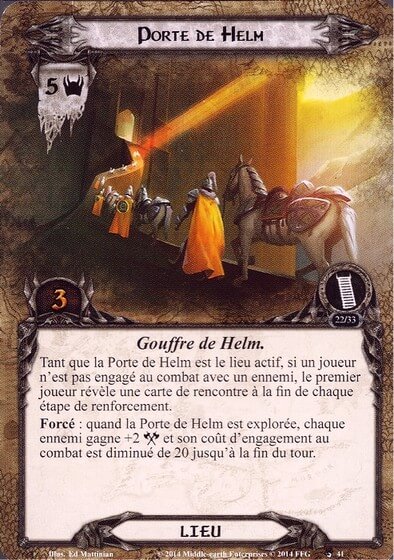 PORTE DE HELM
5
3
22/33
Gouffre de Helm.
Tant que la Porte de Helm est le lieu actif, si un joueur
n'est pas engagé au combat avec un ennemi, le premier
joueur révèle une carte de rencontre à la fin de chaque
étape de renforcement.
Forcé : quand la Porte de Helm est explorée, chaque
ennemi gagne +2 et son coût d'engagement au
combat est diminué de 20 jusqu'à la fin du tour.
LIEU
Illus. Ed Mattinian
© 2014 Middle-earth Enterprises © 2014 FFG
41